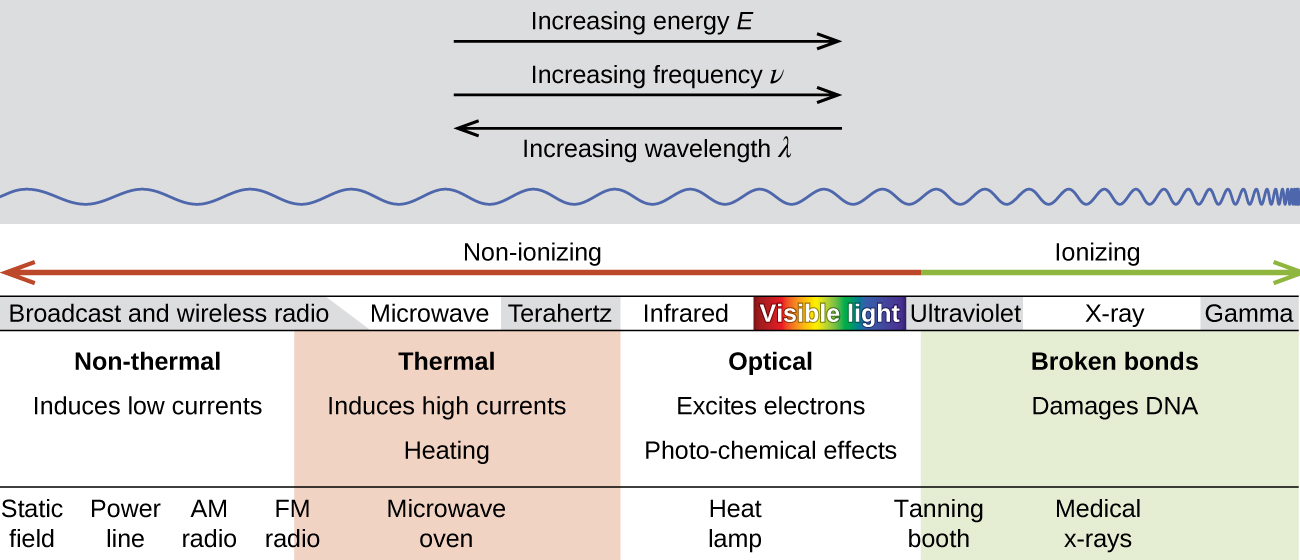 Increasing energy E
Increasing frequency ν
Increasing wavelength λ
Non-ionizing
Ionizing
Broadcast and wireless radio
Microwave
Terahertz
Infrared
Visible light
Ultraviolet
X-ray
Gamma
Non-thermal
Induces low currents
Thermal
Induces high currents
Heating
Optical
Excites electrons
Photo-chemical effects
Broken bonds
Damages DNA
Static
field
Power
line
AM
radio
FM
radio
Microwave
oven
Heat
lamp
Tanning
booth
Medical
x-rays